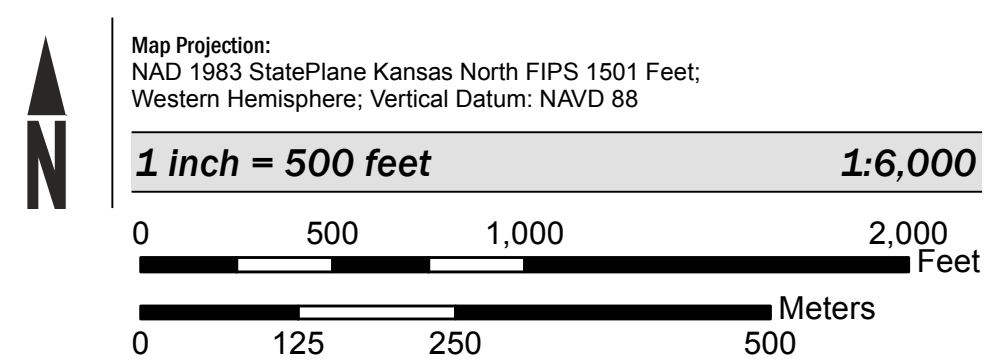 N
Map Projection:
NAD 1983 StatePlane Kansas North FIPS 1501 Feet;
Western Hemisphere; Vertical Datum: NAVD 88
1 inch = 500 feet 1:6,000
0 500 1,000 2,000
Feet
Meters
0 125 250 500